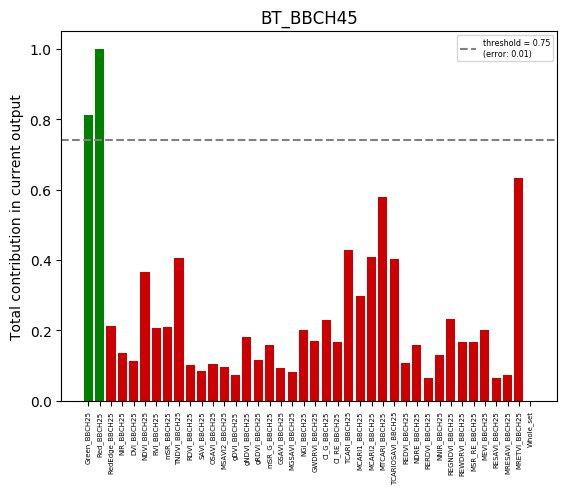 BT_BBCH45
threshold = 0.75
(error: 0.01)
Total contribution in current output
1.0
0.8
0.6
0.4
0.2
0.0
Green_BBCH25
Red_BBCH25
RedEdge_BBCH25
NIR_BBCH25
DVI_BBCH25
NDVI_BBCH25
RVI_BBCH25
mSR_BBCH25
TNDVI_BBCH25
RDVI_BBCH25
SAVI_BBCH25
OSAVI_BBCH25
MSAVI2_BBCH25
gDVI_BBCH25
gNDVI_BBCH25
gRDVI_BBCH25
mSR_G_BBCH25
GSAVI_BBCH25
MGSAVI_BBCH25
NGI_BBCH25
GWDRVI_BBCH25
CI_G_BBCH25
CI_RE_BBCH25
TCARI_BBCH25
MCARI1_BBCH25
MCARI2_BBCH25
MTCARI_BBCH25
TCARIOSAVI_BBCH25
REDVI_BBCH25
NDRE_BBCH25
RERDVI_BBCH25
NNIR_BBCH25
REGNDVI_BBCH25
REWDRVI_BBCH25
MSR_RE_BBCH25
MEVI_BBCH25
RESAVI_BBCH25
MRESAVI_BBCH25
MRETVI_BBCH25
Whole_set